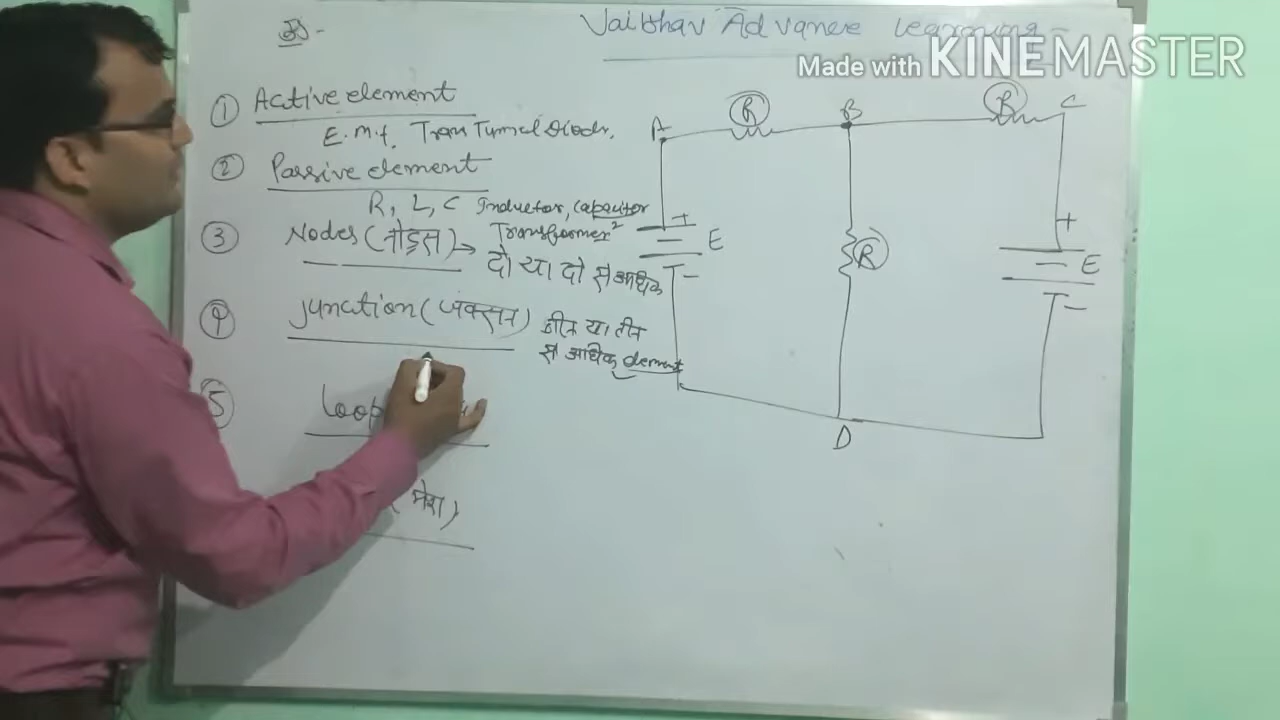 Vaibhav Advance Learning -
Made with KINEMASTER
① Active element
E.m.f, Tran Tunnel Diode,
② Passive element
R, L, C Inductor, Capacitor
Transformer
③ Nodes (नोड्स) →
दो या दो से अधिक
④ Junction (जंक्सन)
तीन या तीन
से अधिक element
⑤ Loop
A R B R C
+ E -
R
+ E -
D